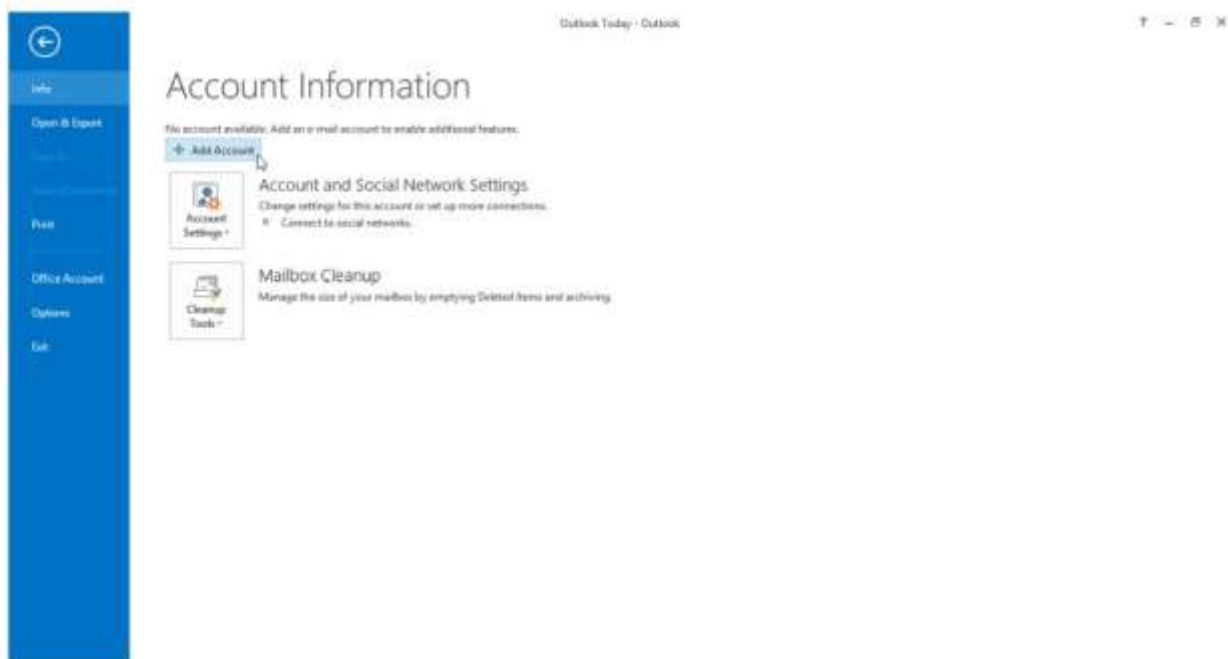 Outlook Today - Outlook
?
Info
Open & Export
Print
Office Account
Options
Exit
Account Information
No account available. Add an e-mail account to enable additional features.
Add Account
Account
Settings
Account and Social Network Settings
Change settings for this account or set up more connections.
Connect to social networks.
Cleanup
Tools
Mailbox Cleanup
Manage the size of your mailbox by emptying Deleted Items and archiving.